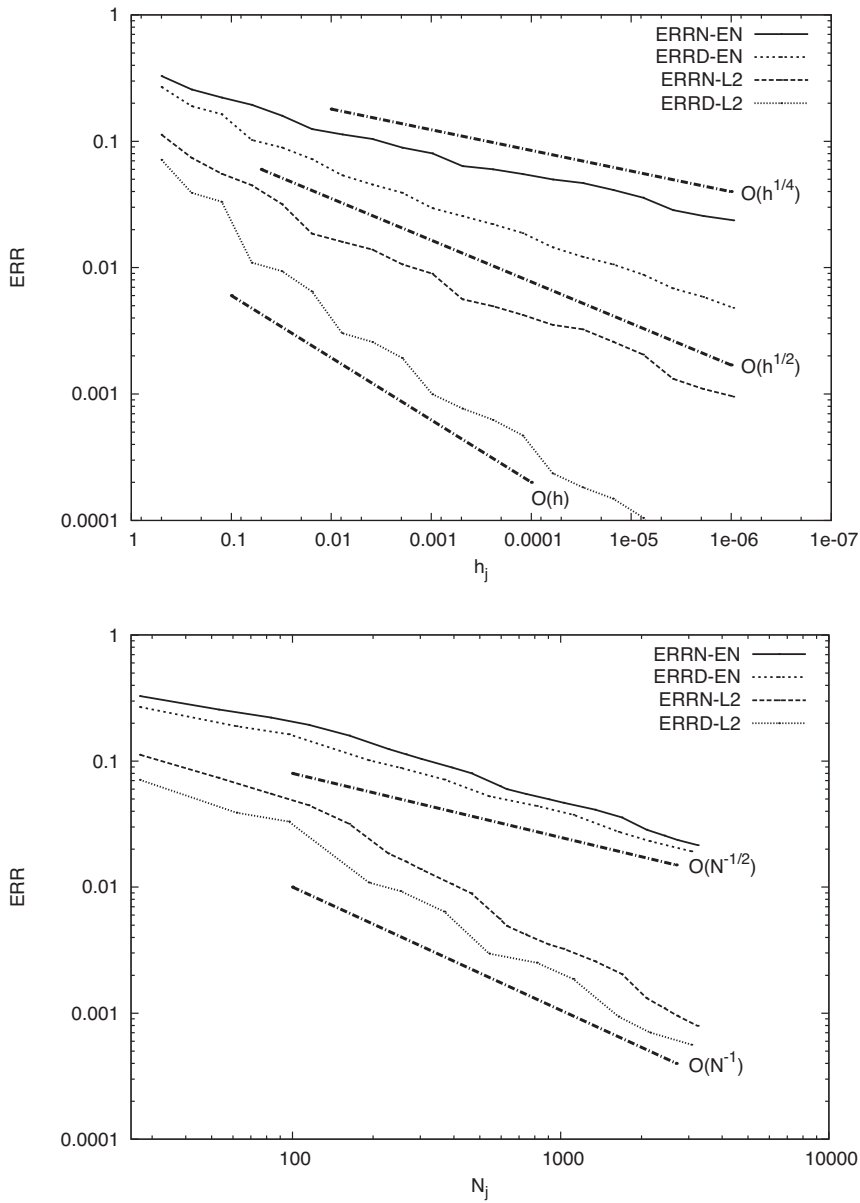 1
0.1
0.01
0.001
0.0001
ERR
1
0.1
0.01
0.001
0.0001
1e-05
1e-06
1e-07
h_j
ERRN-EN
ERRD-EN
ERRN-L2
ERRD-L2
O(h^{1/4})
O(h^{1/2})
O(h)
1
0.1
0.01
0.001
0.0001
ERR
100
1000
10000
N_j
ERRN-EN
ERRD-EN
ERRN-L2
ERRD-L2
O(N^{-1/2})
O(N^{-1})